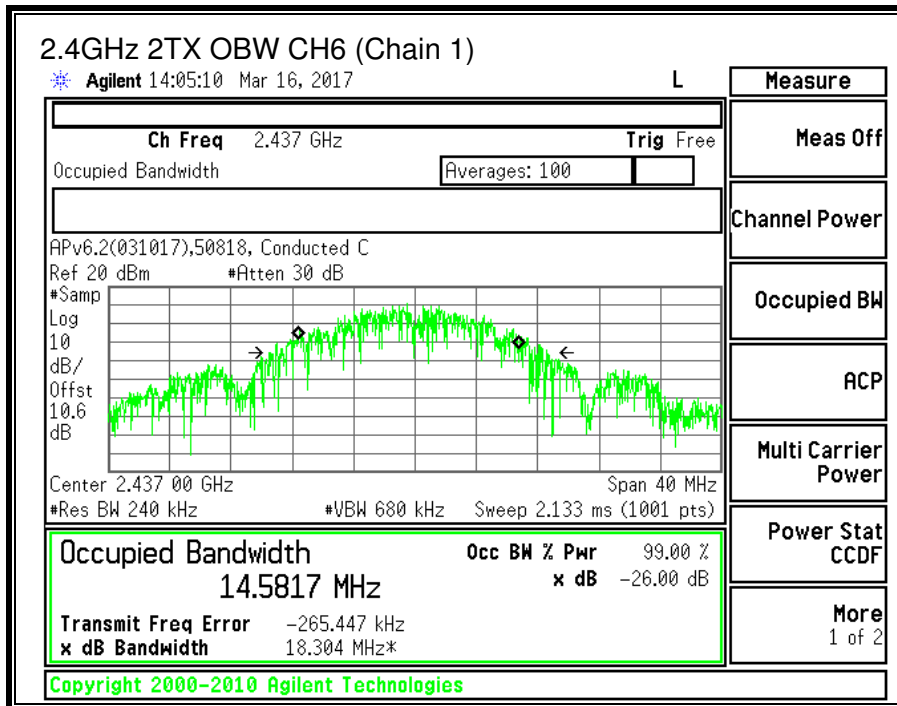 2.4GHz 2TX OBW CH6 (Chain 1)
Agilent 14:05:10 Mar 16, 2017 L Measure
Ch Freq 2.437 GHz Trig Free
Meas Off
Occupied Bandwidth Averages: 100
Channel Power
APv6.2(031017),50818, Conducted C
Ref 20 dBm #Atten 30 dB
#Samp
Log
10
dB/
Offst
10.6
dB
Occupied BW
ACP
Multi Carrier
Power
Center 2.437 00 GHz Span 40 MHz
#Res BW 240 kHz #VBW 680 kHz Sweep 2.133 ms (1001 pts)
Power Stat
CCDF
Occupied Bandwidth Occ BW % Pwr 99.00 %
14.5817 MHz x dB -26.00 dB
Transmit Freq Error -265.447 kHz
x dB Bandwidth 18.304 MHz*
More
1 of 2
Copyright 2000-2010 Agilent Technologies